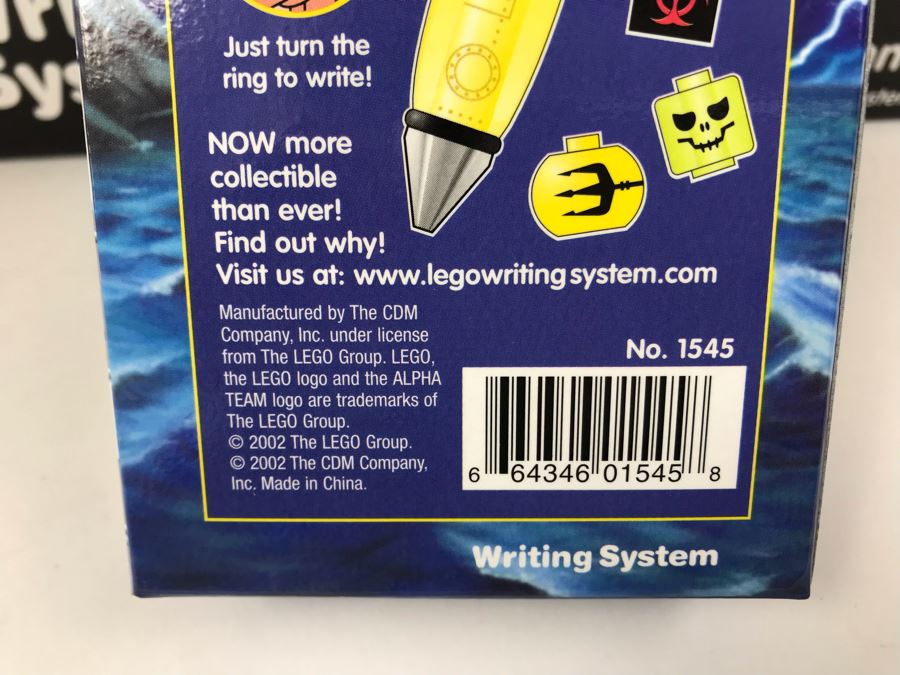 Just turn the
ring to write!
NOW more
collectible
than ever!
Find out why!
Visit us at: www.legowritingsystem.com
Manufactured by The CDM
Company, Inc. under license
from The LEGO Group. LEGO,
the LEGO logo and the ALPHA
TEAM logo are trademarks of
The LEGO Group.
© 2002 The LEGO Group.
© 2002 The CDM Company,
Inc. Made in China.
No. 1545
6 64346 01545 8
Writing System